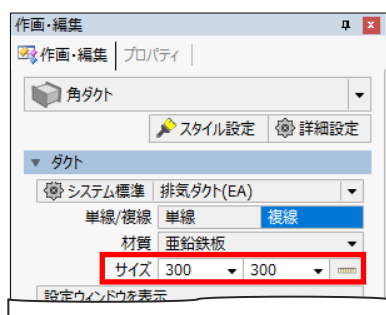 作画・編集
作画・編集 プロパティ
角ダクト
スタイル設定 詳細設定
ダクト
システム標準 排気ダクト(EA)
単線/複線 単線 複線
材質 亜鉛鉄板
サイズ 300 300
設定ウィンドウを表示